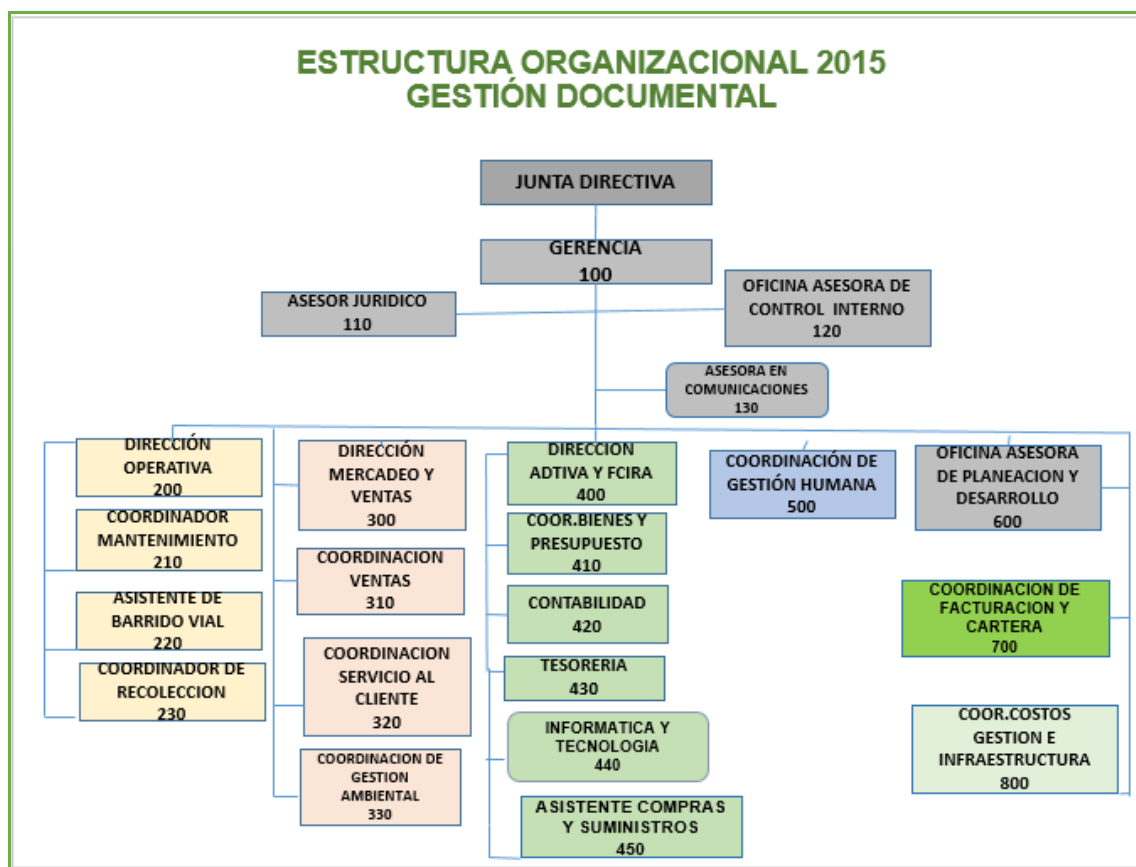 ESTRUCTURA ORGANIZACIONAL 2015
GESTIÓN DOCUMENTAL
JUNTA DIRECTIVA
GERENCIA
100
ASESOR JURIDICO
110
OFICINA ASESORA DE
CONTROL INTERNO
120
ASESORA EN
COMUNICACIONES
130
DIRECCIÓN
OPERATIVA
200
COORDINADOR
MANTENIMIENTO
210
ASISTENTE DE
BARRIDO VIAL
220
COORDINADOR DE
RECOLECCION
230
DIRECCIÓN
MERCADEO Y
VENTAS
300
COORDINACION
VENTAS
310
COORDINACION
SERVICIO AL
CLIENTE
320
COORDINACION DE
GESTION
AMBIENTAL
330
DIRECCION
ADTIVA Y FCIRA
400
COOR.BIENES Y
PRESUPUESTO
410
CONTABILIDAD
420
TESORERIA
430
INFORMATICA Y
TECNOLOGIA
440
ASISTENTE COMPRAS
Y SUMINISTROS
450
COORDINACIÓN DE
GESTIÓN HUMANA
500
OFICINA ASESORA
DE PLANEACION Y
DESARROLLO
600
COORDINACION DE
FACTURACION Y
CARTERA
700
COOR.COSTOS
GESTION E
INFRAESTRUCTURA
800